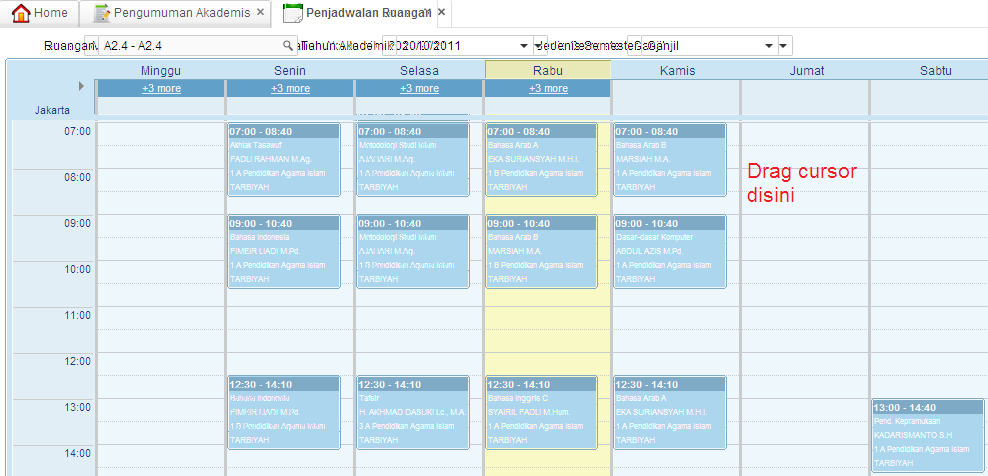 Home Pengumuman Akademis Penjadwalan Ruangan
Ruangan A2.4 - A2.4 2010/2011 Ganjil
Minggu Senin Selasa Rabu Kamis Jumat Sabtu
+3 more +3 more +3 more +3 more
Jakarta
07:00
07:00 - 08:40
Akhlak Tasawuf
FADLI RAHMAN M.Ag.
1 A Pendidikan Agama Islam
TARBIYAH
07:00 - 08:40
Metodologi Studi Islam
AJAHARI M.Ag.
1 A Pendidikan Agama Islam
TARBIYAH
07:00 - 08:40
Bahasa Arab A
EKA SURIANSYAH M.H.I.
1 B Pendidikan Agama Islam
TARBIYAH
07:00 - 08:40
Bahasa Arab B
MARSIAH M.A.
1 A Pendidikan Agama Islam
TARBIYAH
Drag cursor
disini
08:00
09:00
09:00 - 10:40
Bahasa Indonesia
FIMEIR LIADI M.Pd.
1 A Pendidikan Agama Islam
TARBIYAH
09:00 - 10:40
Metodologi Studi Islam
AJAHARI M.Ag.
1 B Pendidikan Agama Islam
TARBIYAH
09:00 - 10:40
Bahasa Arab B
MARSIAH M.A.
1 B Pendidikan Agama Islam
TARBIYAH
09:00 - 10:40
Dasar-dasar Komputer
ABDUL AZIS M.Pd.
1 A Pendidikan Agama Islam
TARBIYAH
10:00
11:00
12:00
12:30 - 14:10
Bahasa Indonesia
FIMEIR LIADI M.Pd.
1 B Pendidikan Agama Islam
TARBIYAH
12:30 - 14:10
Tafsir
H. AKHMAD DASUKI Lc., M.A.
3 A Pendidikan Agama Islam
TARBIYAH
12:30 - 14:10
Bahasa Inggris C
SYAIRIL FADLI M.Hum.
1 A Pendidikan Agama Islam
TARBIYAH
12:30 - 14:10
Bahasa Arab A
EKA SURIANSYAH M.H.I.
1 A Pendidikan Agama Islam
TARBIYAH
13:00
13:00 - 14:40
Pend. Kepramukaan
KADARISMANTO S.H
1 A Pendidikan Agama Islam
TARBIYAH
14:00